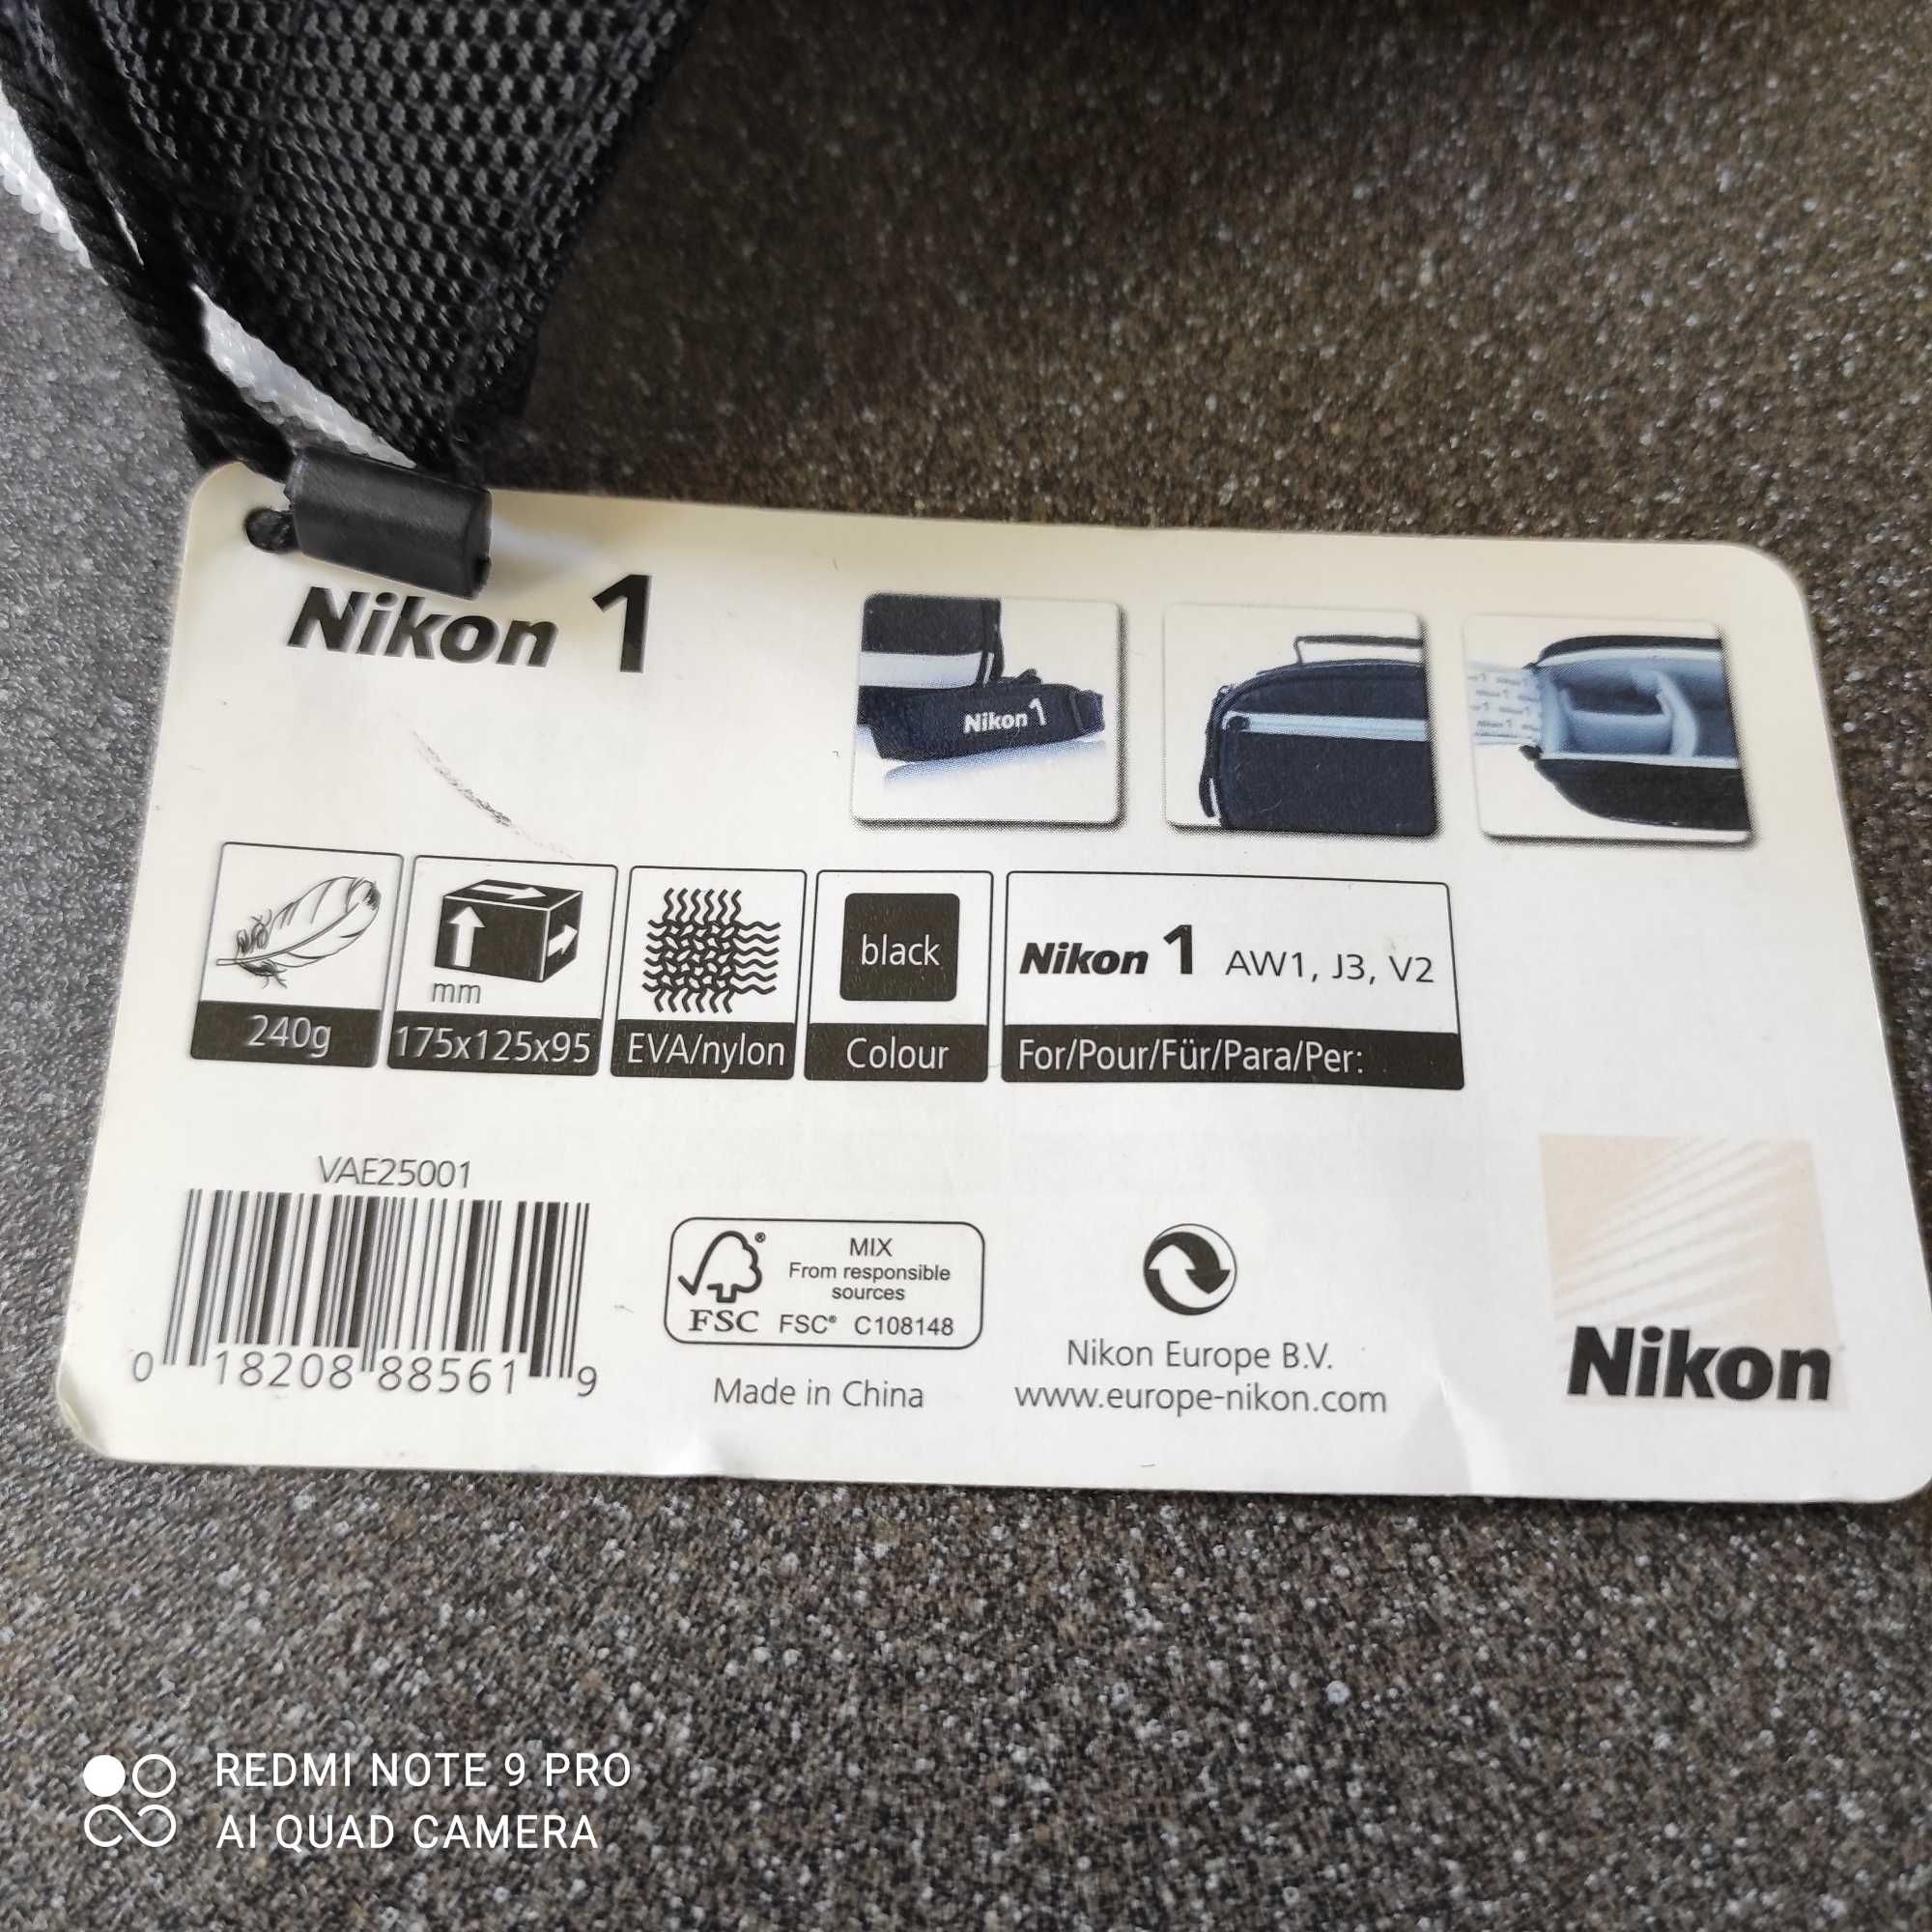 Nikon 1
Nikon 1
mm
black
Nikon 1 AW1, J3, V2
240g
175x125x95
EVA/nylon
Colour
For/Pour/Für/Para/Per:
VAE25001
0 18208 88561 9
MIX
From responsible
sources
FSC® C108148
FSC
®
Made in China
Nikon Europe B.V.
www.europe-nikon.com
Nikon
REDMI NOTE 9 PRO
AI QUAD CAMERA